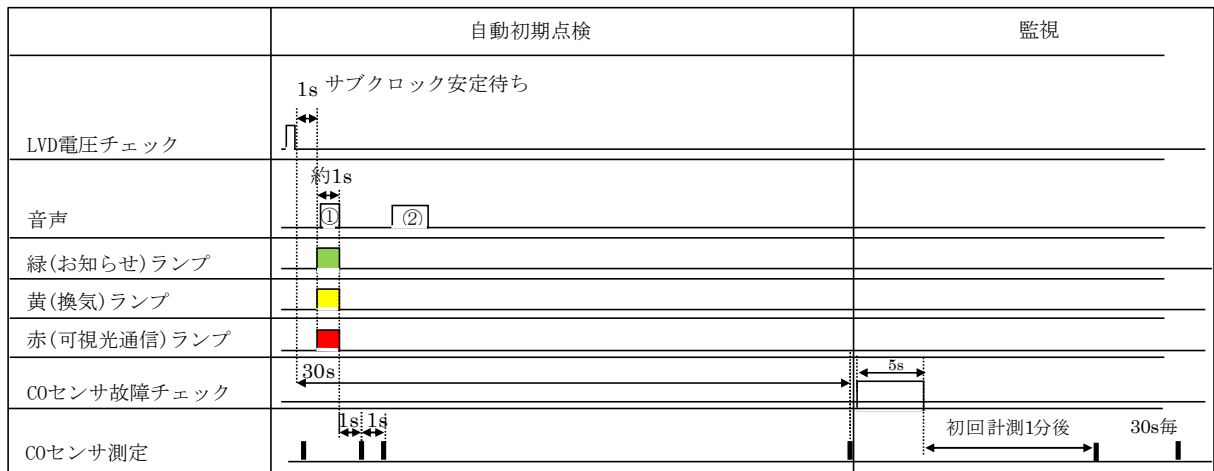 自動初期点検
監視
1s サブクロック安定待ち
LVD電圧チェック
約1s
音声
①
②
緑(お知らせ)ランプ
黄(換気)ランプ
赤(可視光通信)ランプ
30s
5s
COセンサ故障チェック
1s 1s
初回計測1分後
30s毎
COセンサ測定